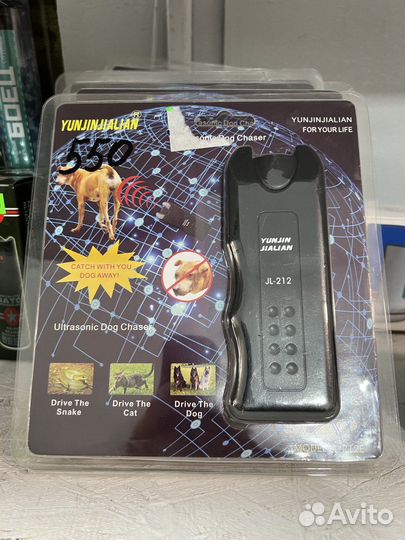 БОЕЦ
YUNJINJIALIAN®
550
Ultrasonic Dog Chaser
YUNJINJIALIAN
FOR YOUR LIFE
YUNJIN
JIALIAN
JL-212
CATCH WITH YOU
DOG AWAY!
Ultrasonic Dog Chaser
Drive The
Snake
Drive The
Cat
Drive The
Dog
Avito